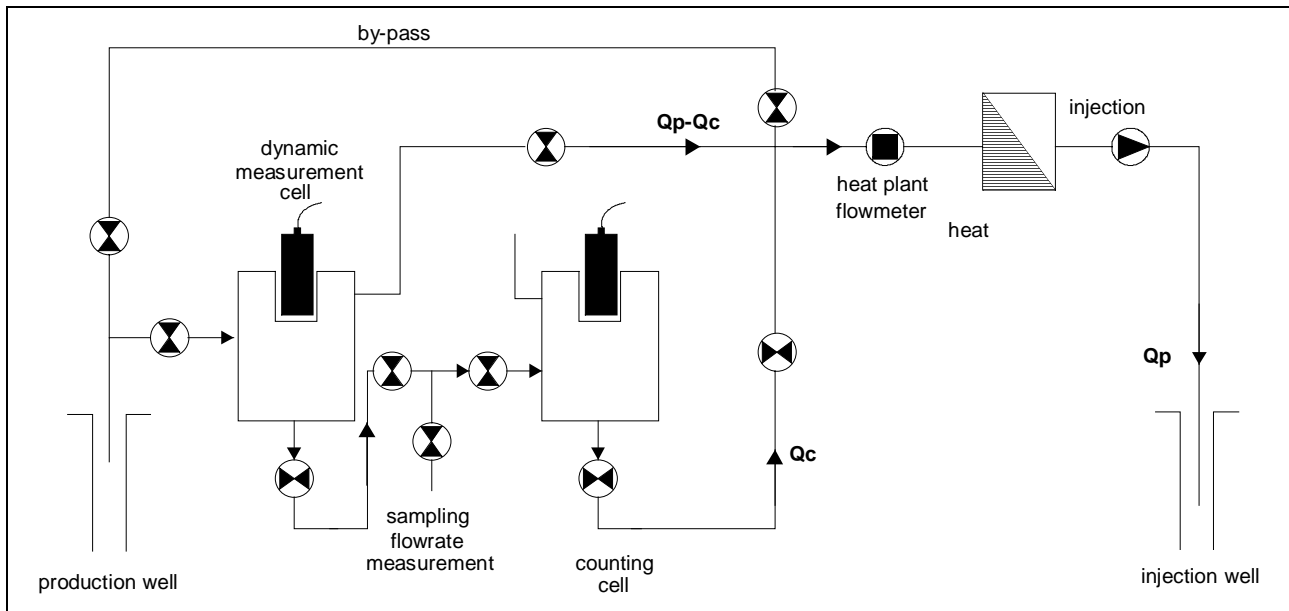 by-pass
Qp-Qc
injection
dynamic
measurement
cell
heat plant
flowmeter
heat
Qp
Qc
sampling
flowrate
measurement
counting
cell
production well
injection well